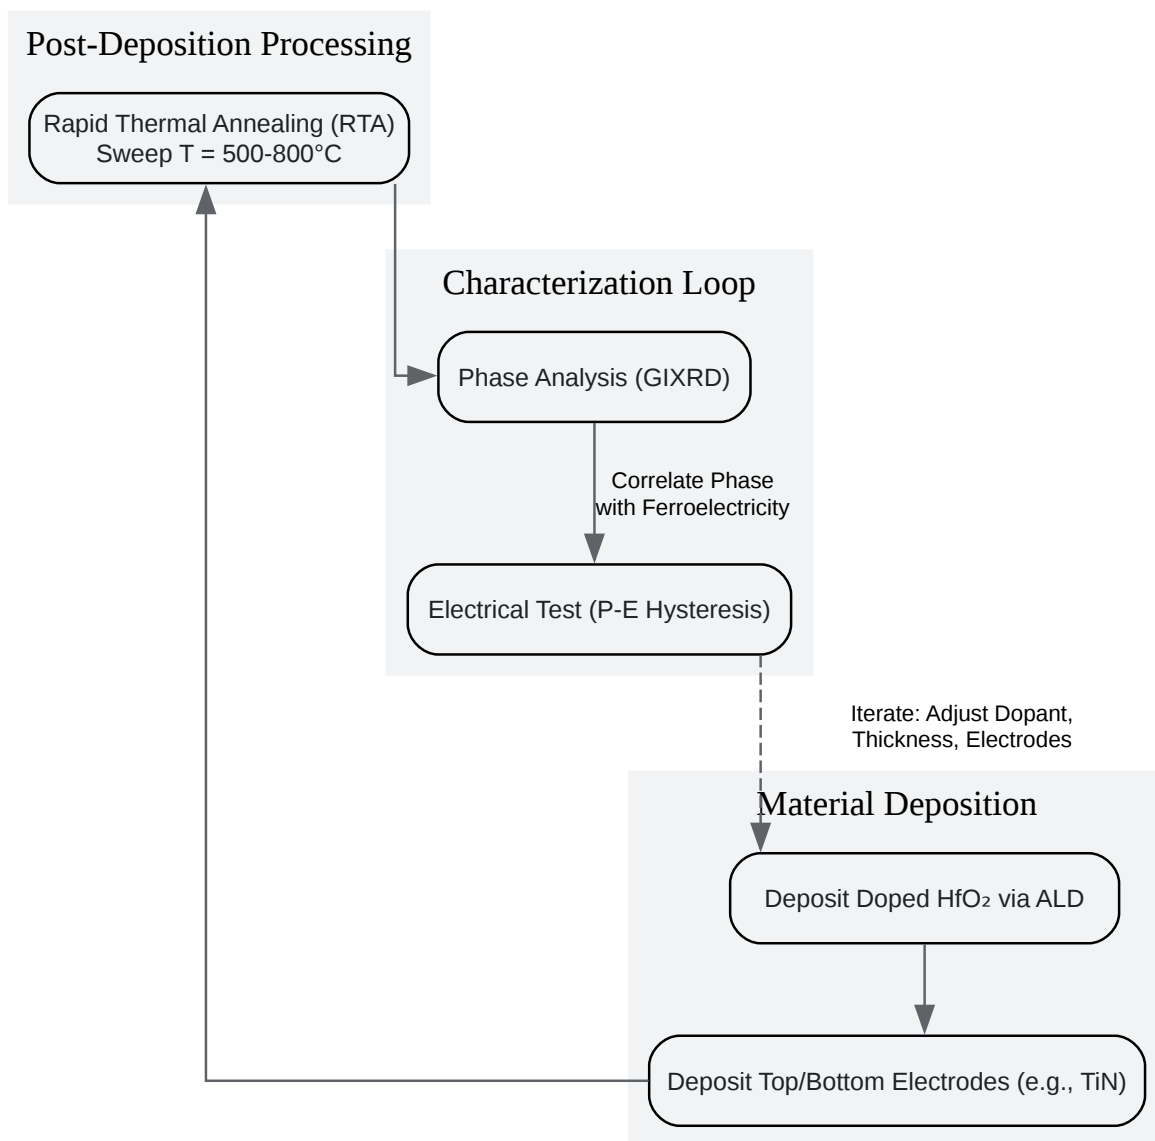 Post-Deposition Processing
Rapid Thermal Annealing (RTA)
Sweep T = 500-800°C
Characterization Loop
Phase Analysis (GIXRD)
Correlate Phase
with Ferroelectricity
Electrical Test (P-E Hysteresis)
Iterate: Adjust Dopant,
Thickness, Electrodes
Material Deposition
Deposit Doped HfO₂ via ALD
Deposit Top/Bottom Electrodes (e.g., TiN)